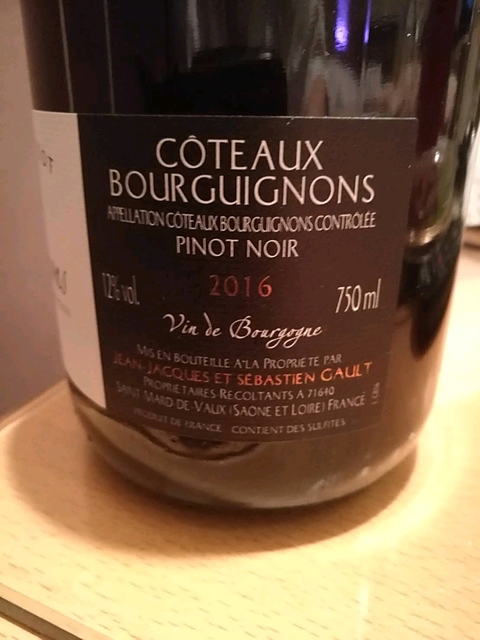 CÔTEAUX
BOURGUIGNONS
APPELLATION CÔTEAUX BOURGUIGNONS CONTRÔLÉE
PINOT NOIR
12% vol.
2016
750 ml
Vin de Bourgogne
MIS EN BOUTEILLE A LA PROPRIETE PAR
JEAN-JACQUES ET SÉBASTIEN GAULT
PROPRIETAIRES RÉCOLTANTS A 71640
SAINT MARD-DE-VAUX (SAONE ET LOIRE) FRANCE
PRODUIT DE FRANCE CONTIENT DES SULFITES